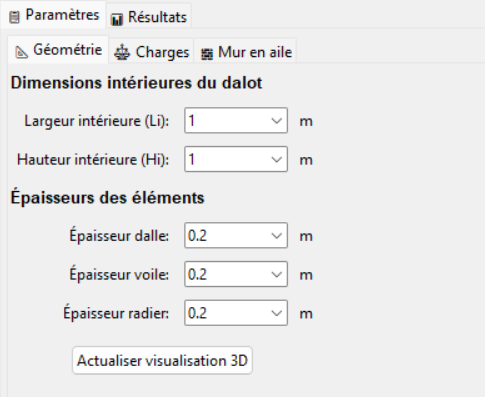 Paramètres Résultats
Géométrie Charges Mur en aile
Dimensions intérieures du dalot
Largeur intérieure (Li): 1 m
Hauteur intérieure (Hi): 1 m
Épaisseurs des éléments
Épaisseur dalle: 0.2 m
Épaisseur voile: 0.2 m
Épaisseur radier: 0.2 m
Actualiser visualisation 3D